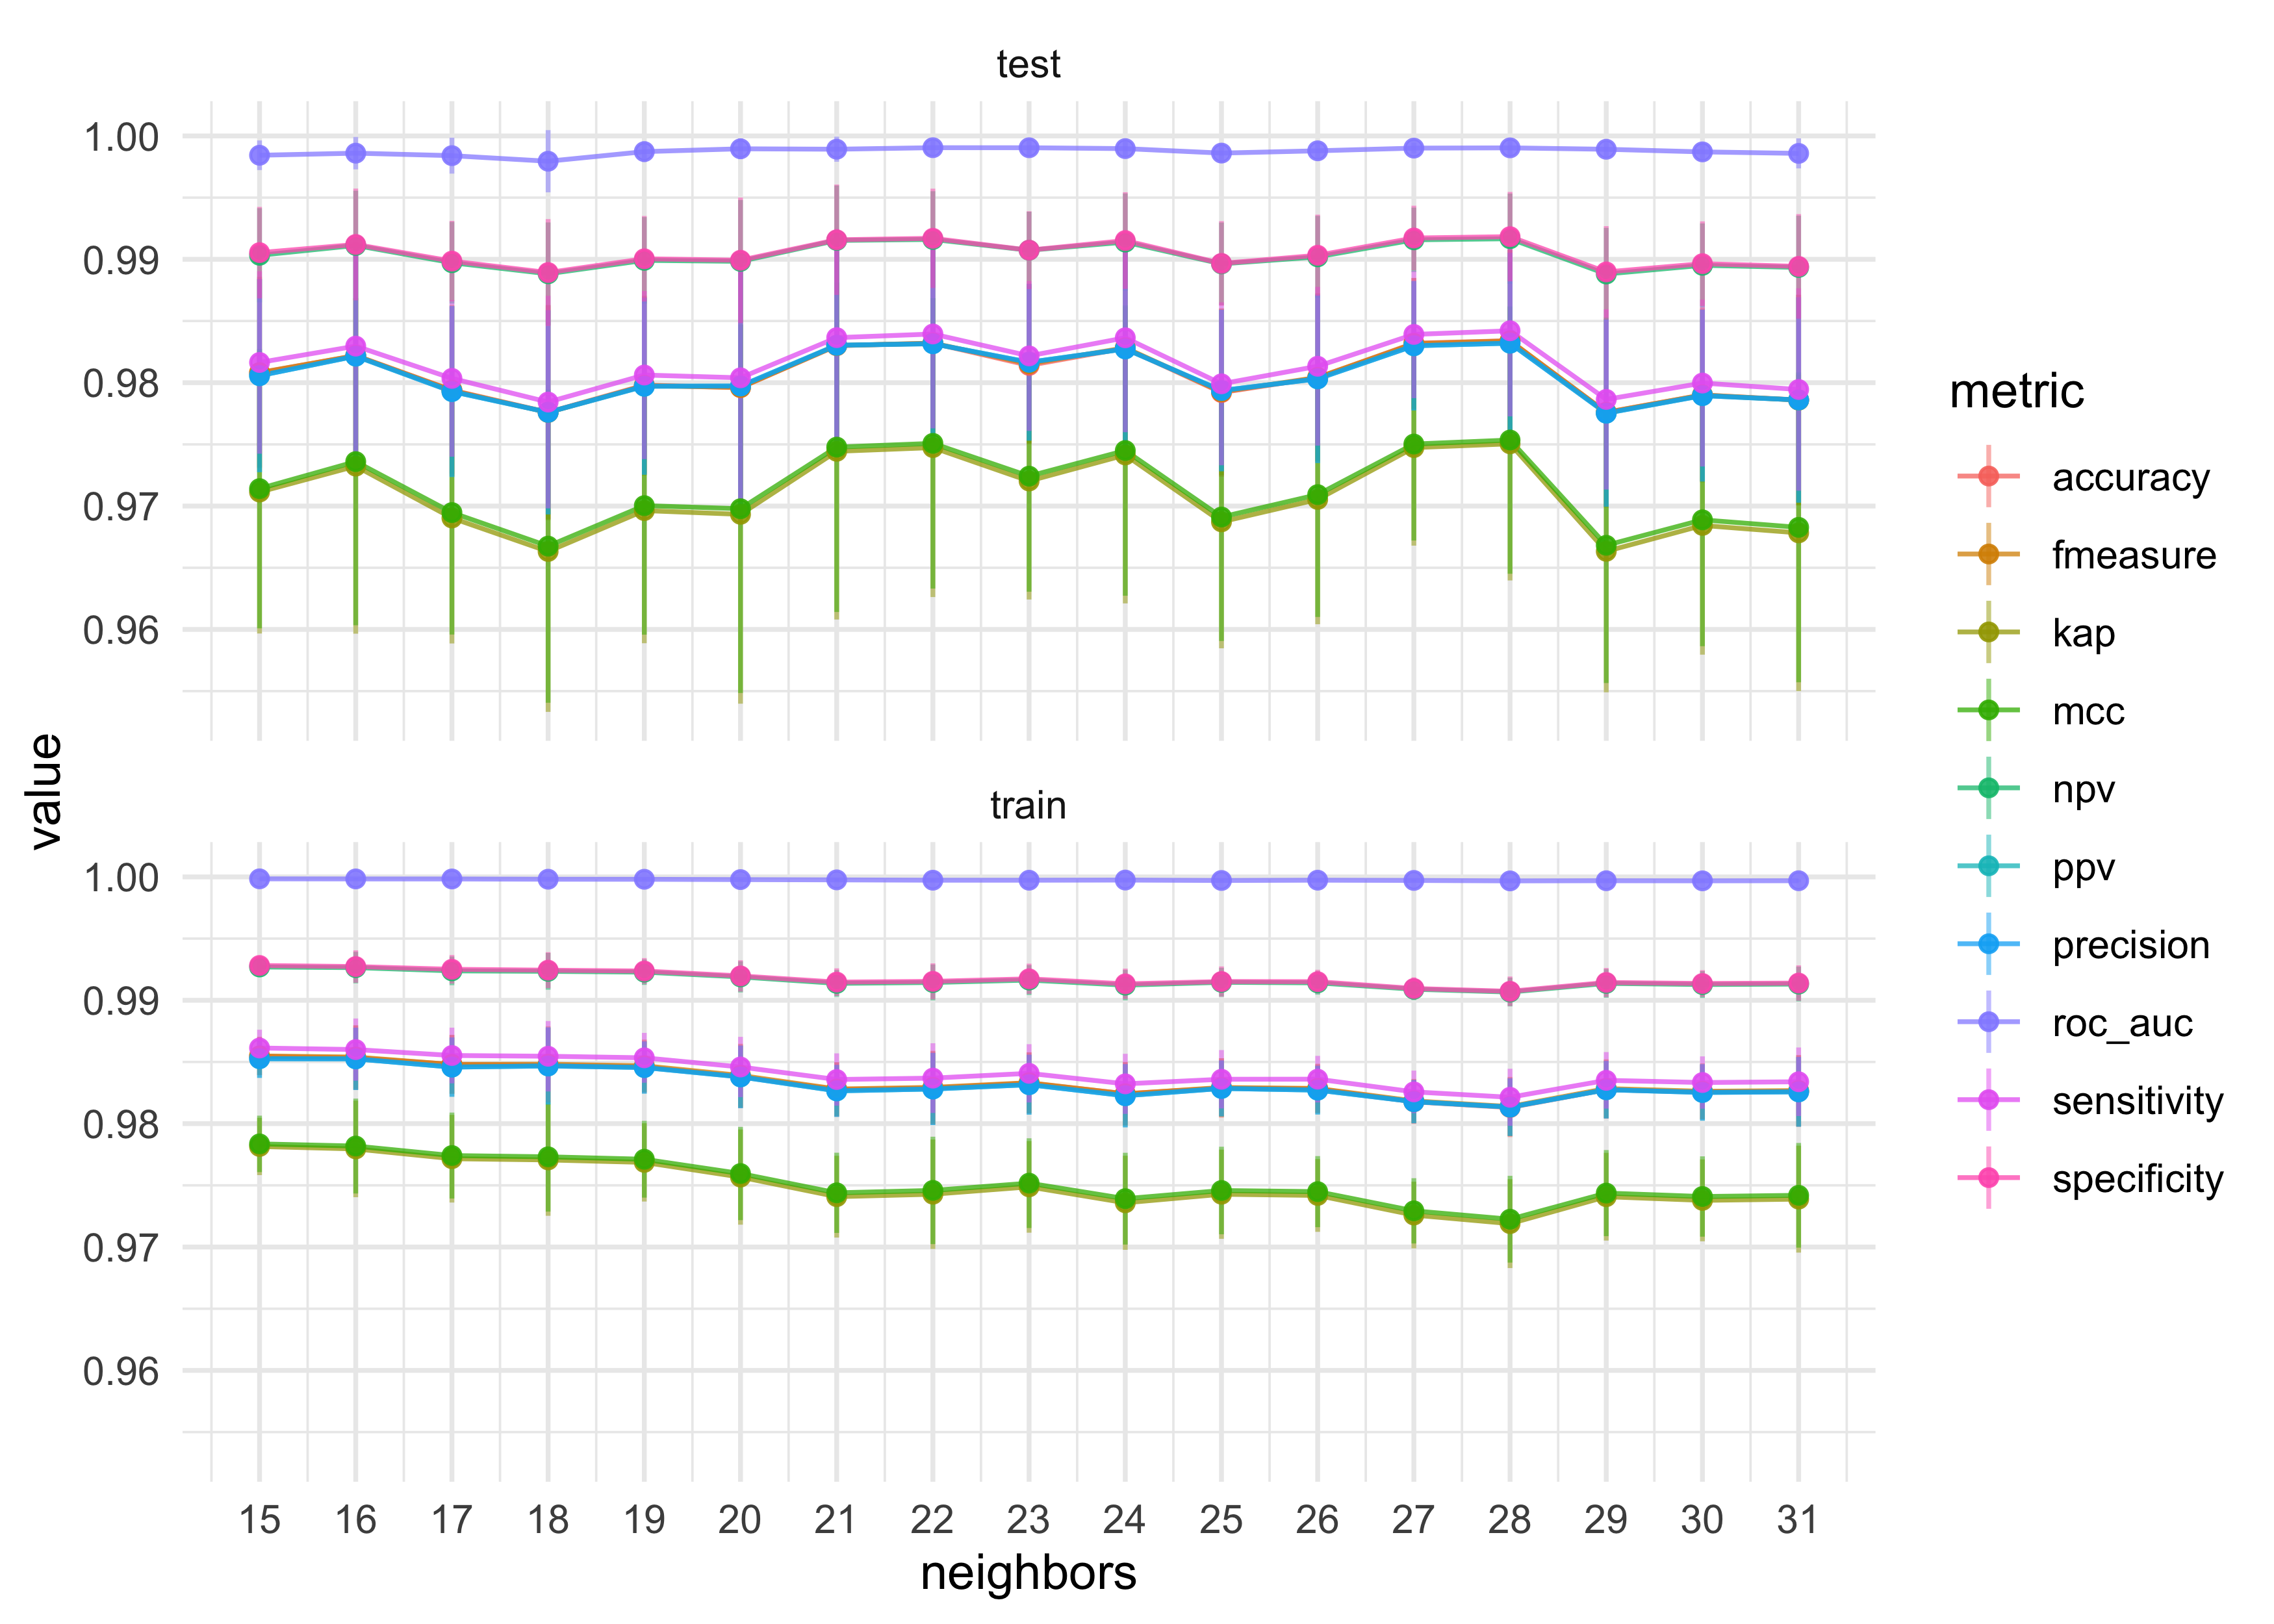 test
1.00
0.99
0.98
0.97
0.96
value
train
1.00
0.99
0.98
0.97
0.96
15 16 17 18 19 20 21 22 23 24 25 26 27 28 29 30 31
neighbors
metric
accuracy
fmeasure
kap
mcc
npv
ppv
precision
roc_auc
sensitivity
specificity